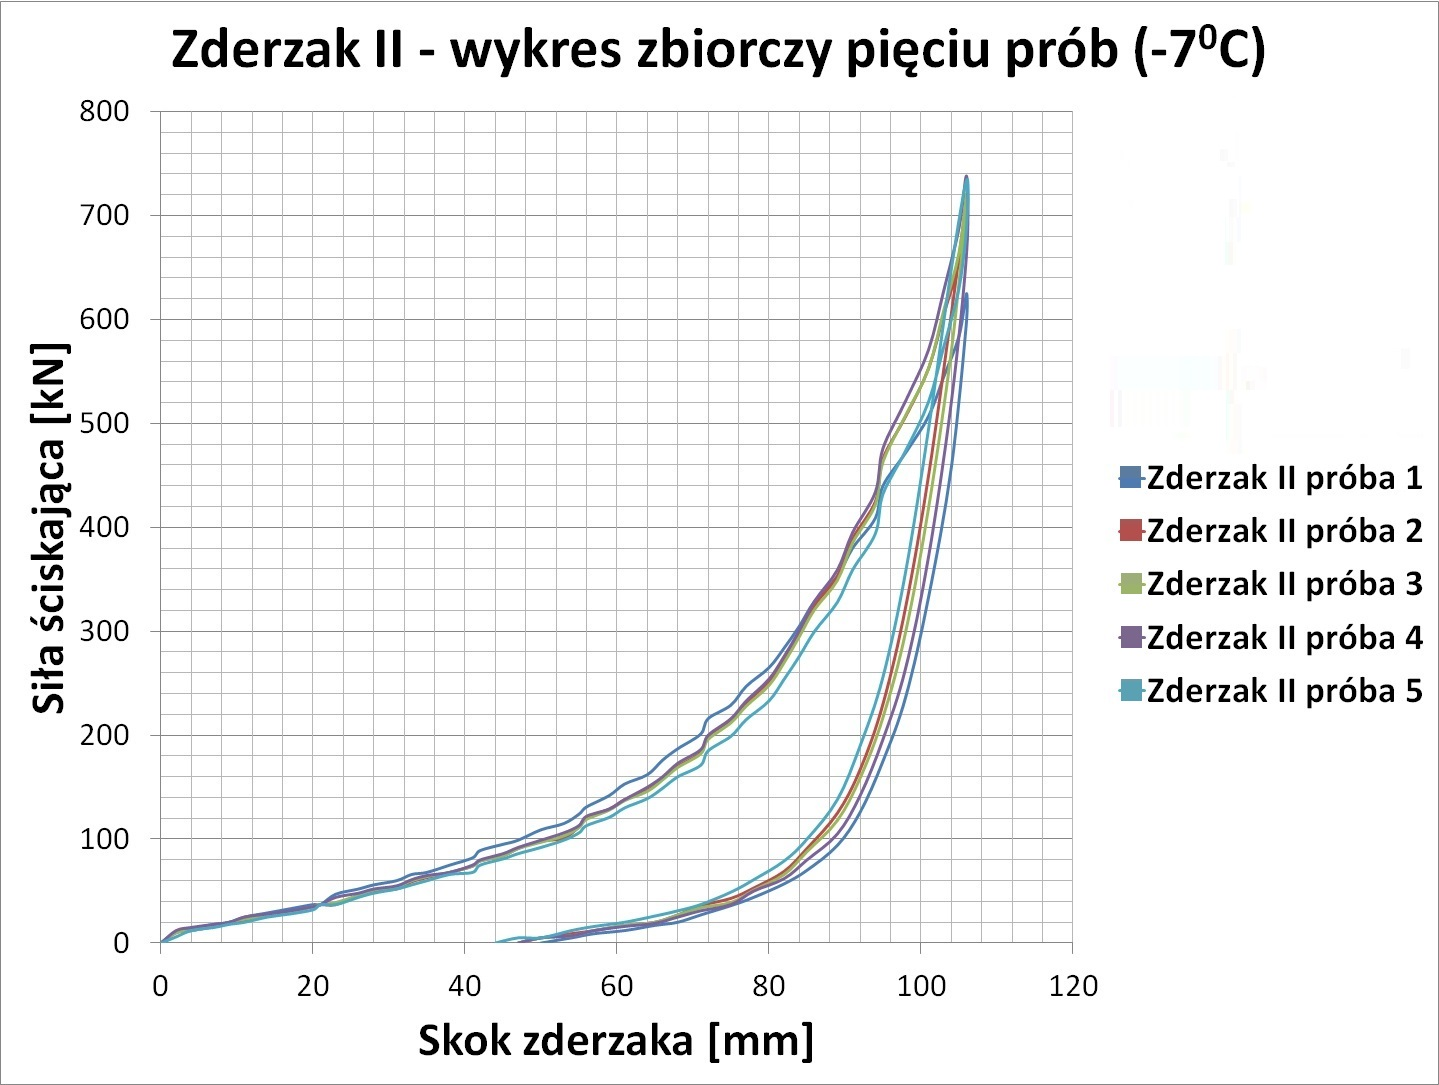 Zderzak II - wykres zbiorczy pięciu prób (-7⁰C)
Siła ściskająca [kN]
800
700
600
500
400
300
200
100
0
0 20 40 60 80 100 120
Skok zderzaka [mm]
Zderzak II próba 1
Zderzak II próba 2
Zderzak II próba 3
Zderzak II próba 4
Zderzak II próba 5